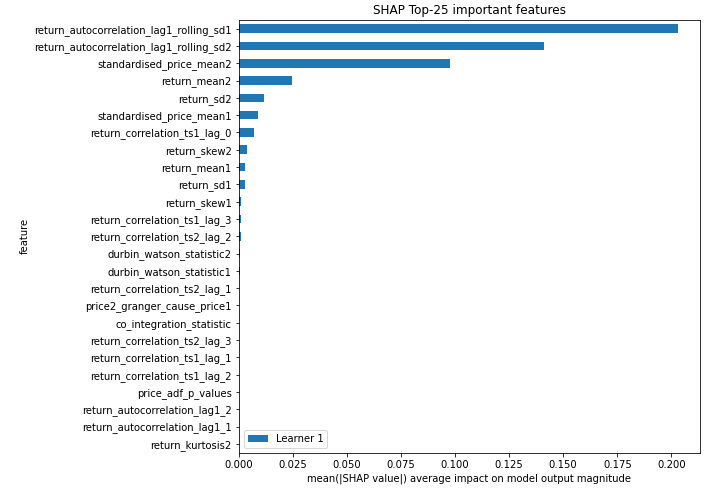 SHAP Top-25 important features
return_autocorrelation_lag1_rolling_sd1
return_autocorrelation_lag1_rolling_sd2
standardised_price_mean2
return_mean2
return_sd2
standardised_price_mean1
return_correlation_ts1_lag_0
return_skew2
return_mean1
return_sd1
return_skew1
return_correlation_ts1_lag_3
return_correlation_ts2_lag_2
durbin_watson_statistic2
durbin_watson_statistic1
return_correlation_ts2_lag_1
price2_granger_cause_price1
co_integration_statistic
return_correlation_ts2_lag_3
return_correlation_ts1_lag_1
return_correlation_ts1_lag_2
price_adf_p_values
return_autocorrelation_lag1_2
return_autocorrelation_lag1_1
return_kurtosis2
feature
Learner 1
0.000 0.025 0.050 0.075 0.100 0.125 0.150 0.175 0.200
mean(|SHAP value|) average impact on model output magnitude